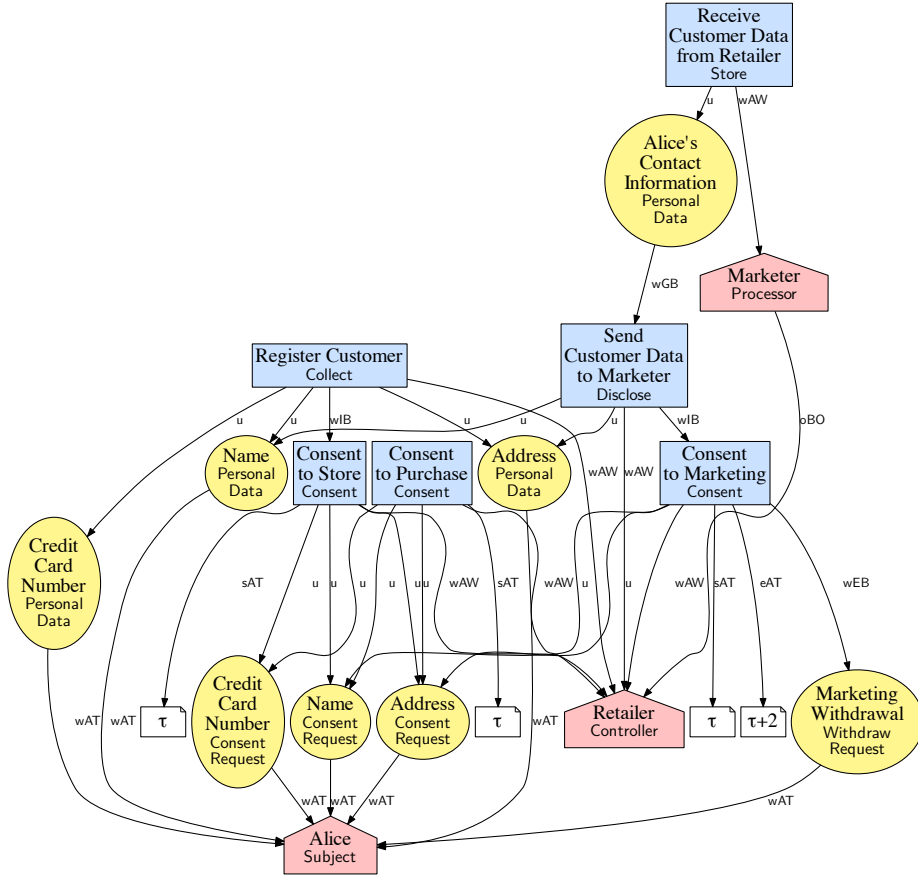 Receive
Customer Data
from Retailer
Store
u
wAW
Alice's
Contact
Information
Personal
Data
wGB
Marketer
Processor
Register Customer
Collect
Send
Customer Data
to Marketer
Disclose
u
u
wIB
u
u
wIB
oBO
Name
Personal
Data
Consent
to Store
Consent
Consent
to Purchase
Consent
Address
Personal
Data
wAW
wAW
Consent
to Marketing
Consent
Credit
Card
Number
Personal
Data
sAT
u
u
u
u
u
u
wAW
sAT
wAW
u
u
wAW
sAT
eAT
wEB
τ
Credit
Card
Number
Consent
Request
Name
Consent
Request
Address
Consent
Request
τ
Retailer
Controller
τ
τ+2
Marketing
Withdrawal
Withdraw
Request
wAT
wAT
wAT
wAT
wAT
wAT
wAT
Alice
Subject